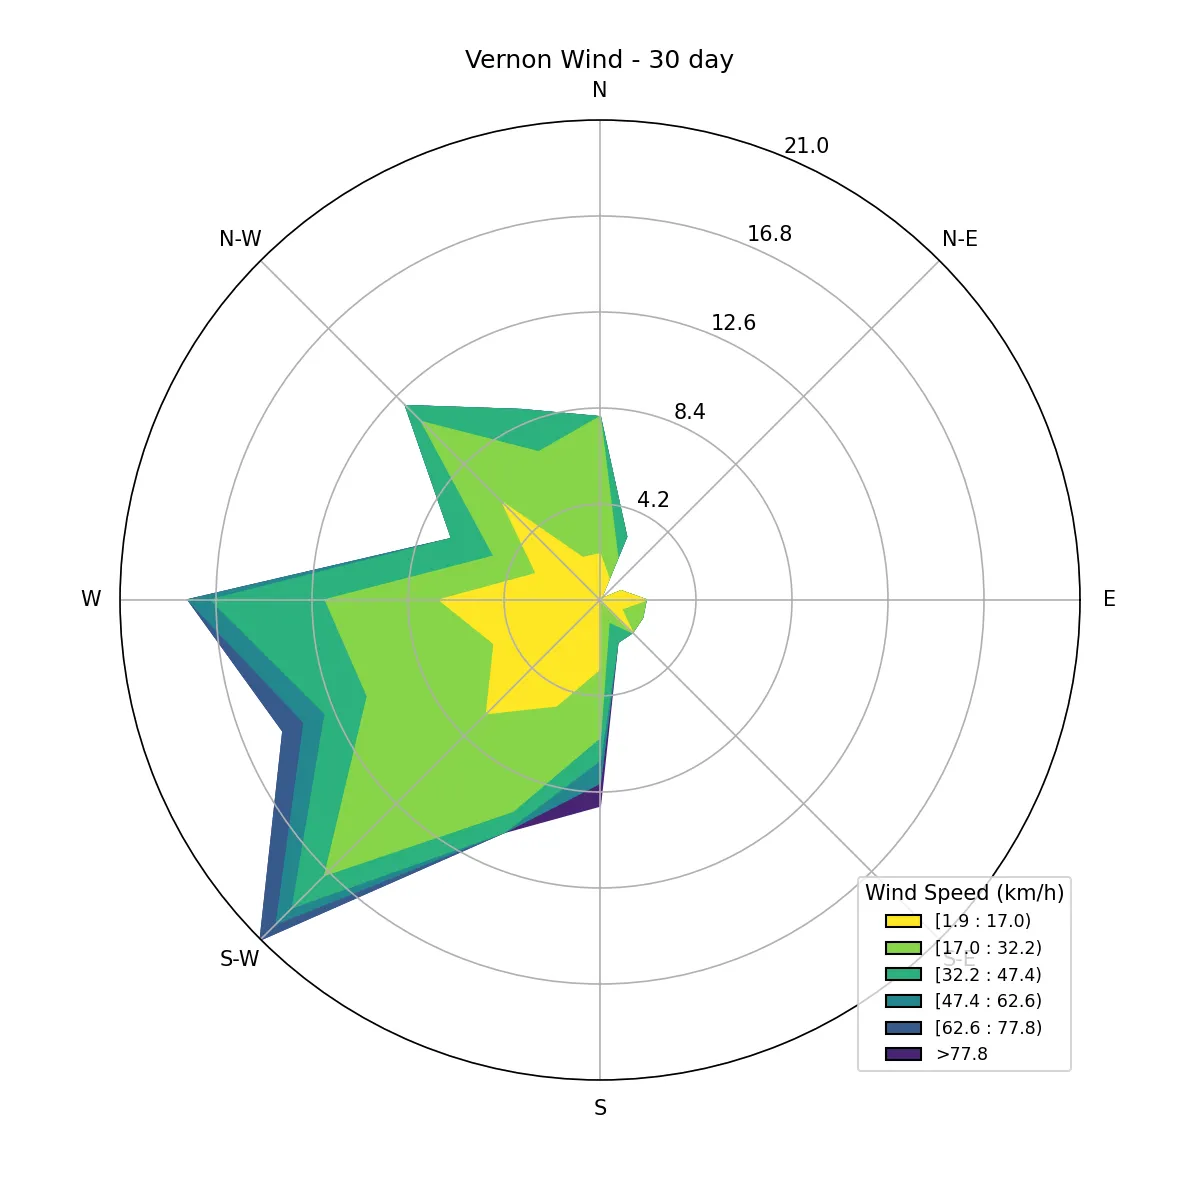 Vernon Wind - 30 day
N
21.0
N-W
16.8
N-E
12.6
8.4
4.2
W
E
S-W
S-E
S
Wind Speed (km/h)
[1.9 : 17.0)
[17.0 : 32.2)
[32.2 : 47.4)
[47.4 : 62.6)
[62.6 : 77.8)
>77.8